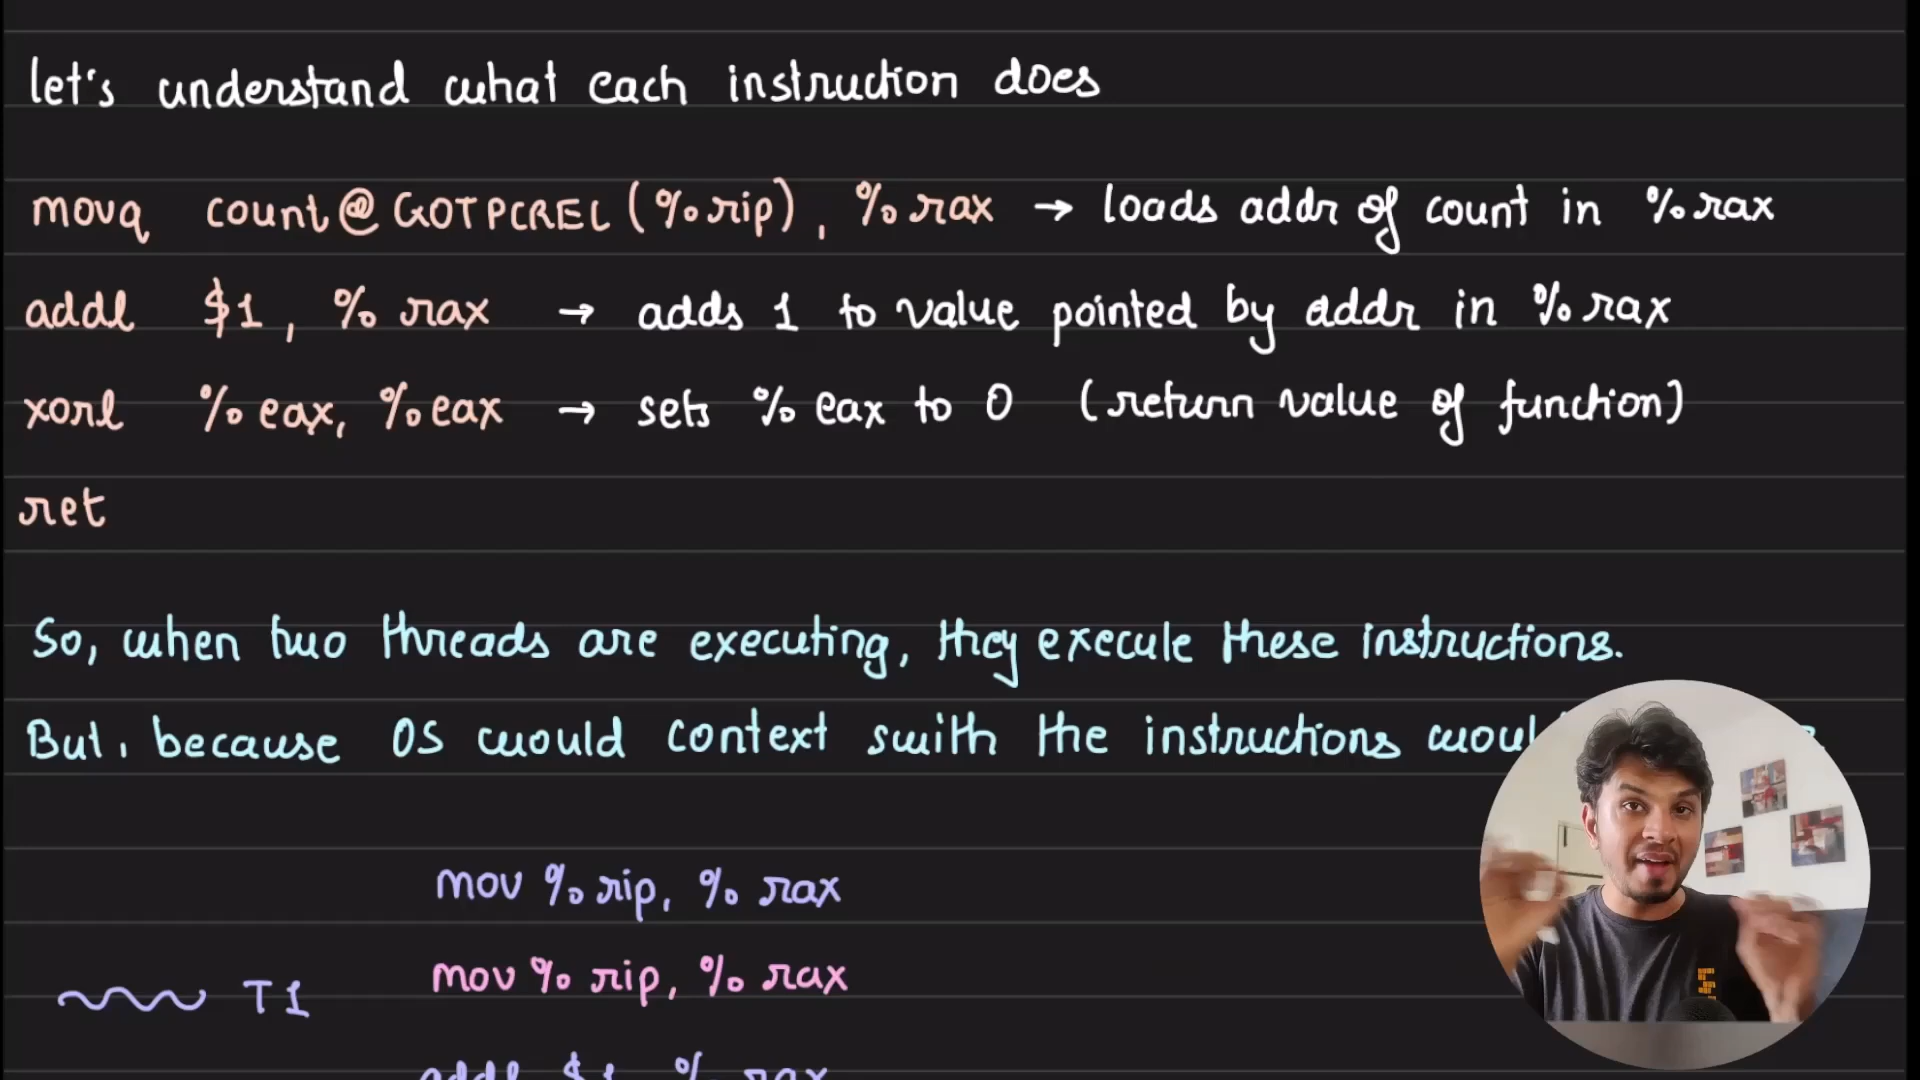 let's understand what each instruction does
movq count@GOTPCREL(%rip), %rax → loads addr of count in %rax
addl $1, %rax → adds 1 to value pointed by addr in %rax
xorl %eax, %eax → sets %eax to 0 (return value of function)
ret
So, when two threads are executing, they execute these instructions.
But, because OS would context swith the instructions
mov %rip, %rax
mov %rip, %rax
T1
addl $1, %rax